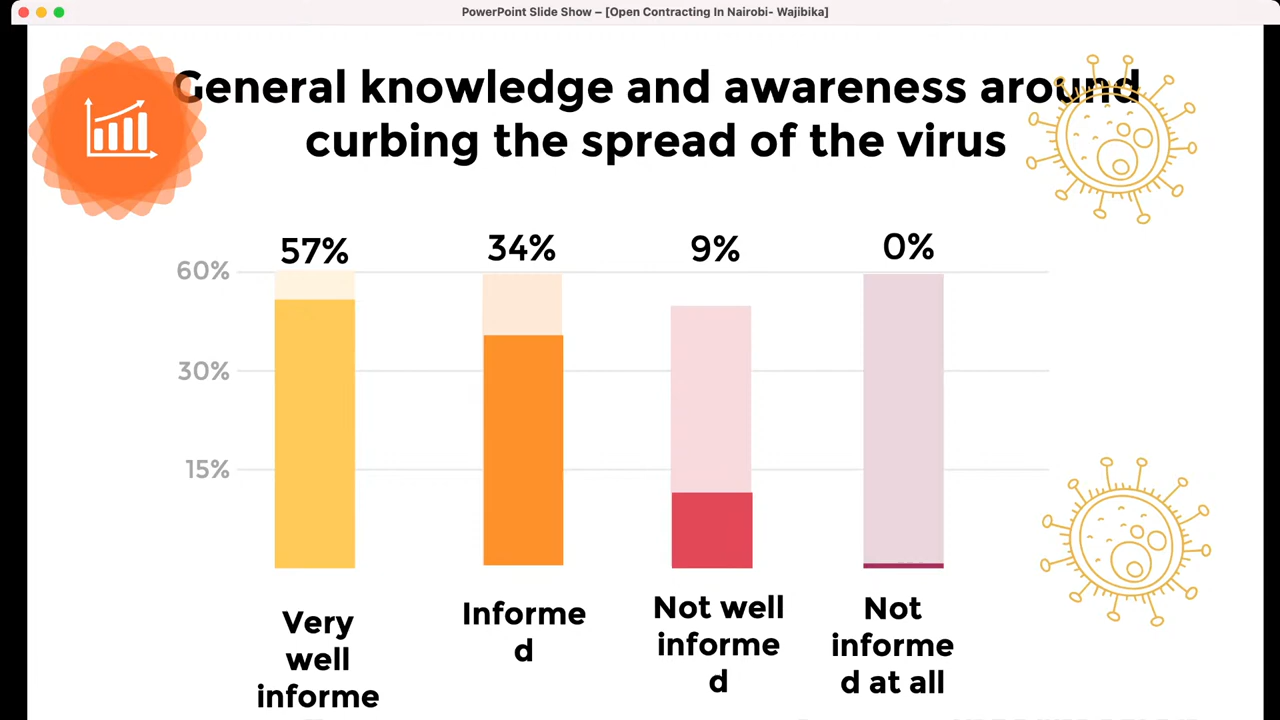 PowerPoint Slide Show – [Open Contracting In Nairobi- Wajibika]
General knowledge and awareness around
curbing the spread of the virus
57%
34%
9%
0%
60%
30%
15%
Very
well
informe
Informe
d
Not well
informe
d
Not
informe
d at all